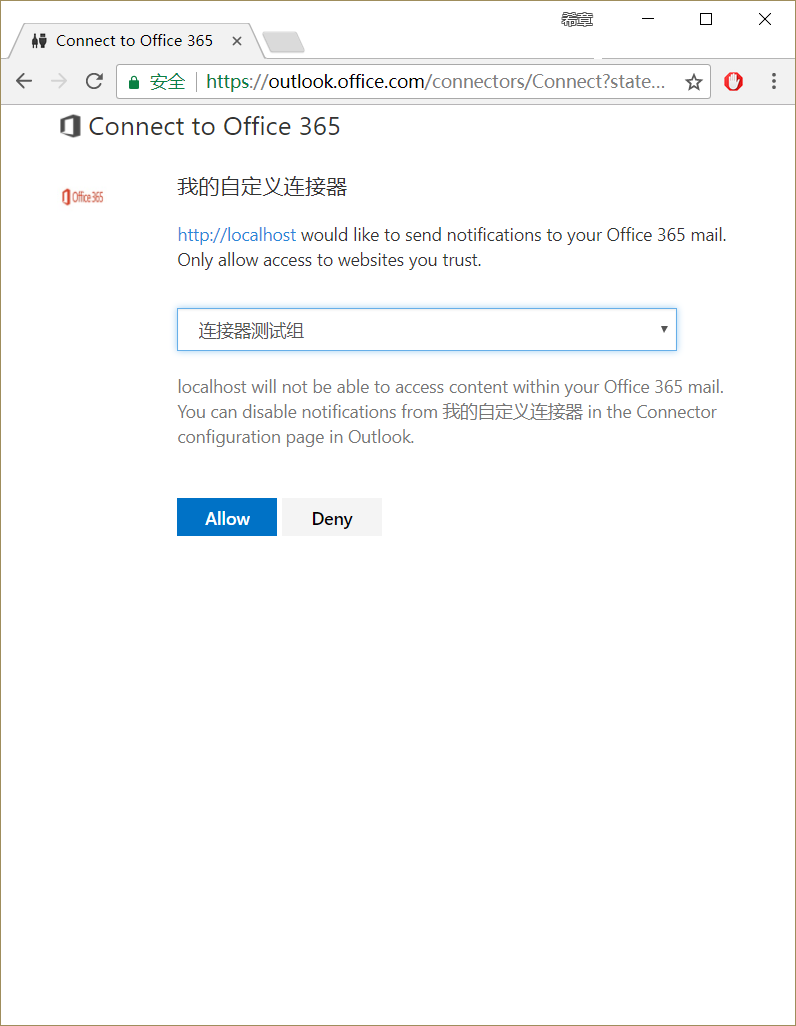 希章
Connect to Office 365
安全 https://outlook.office.com/connectors/Connect?state...
Connect to Office 365
Office 365
我的自定义连接器
http://localhost would like to send notifications to your Office 365 mail.
Only allow access to websites you trust.
连接器测试组
localhost will not be able to access content within your Office 365 mail.
You can disable notifications from 我的自定义连接器 in the Connector
configuration page in Outlook.
Allow Deny